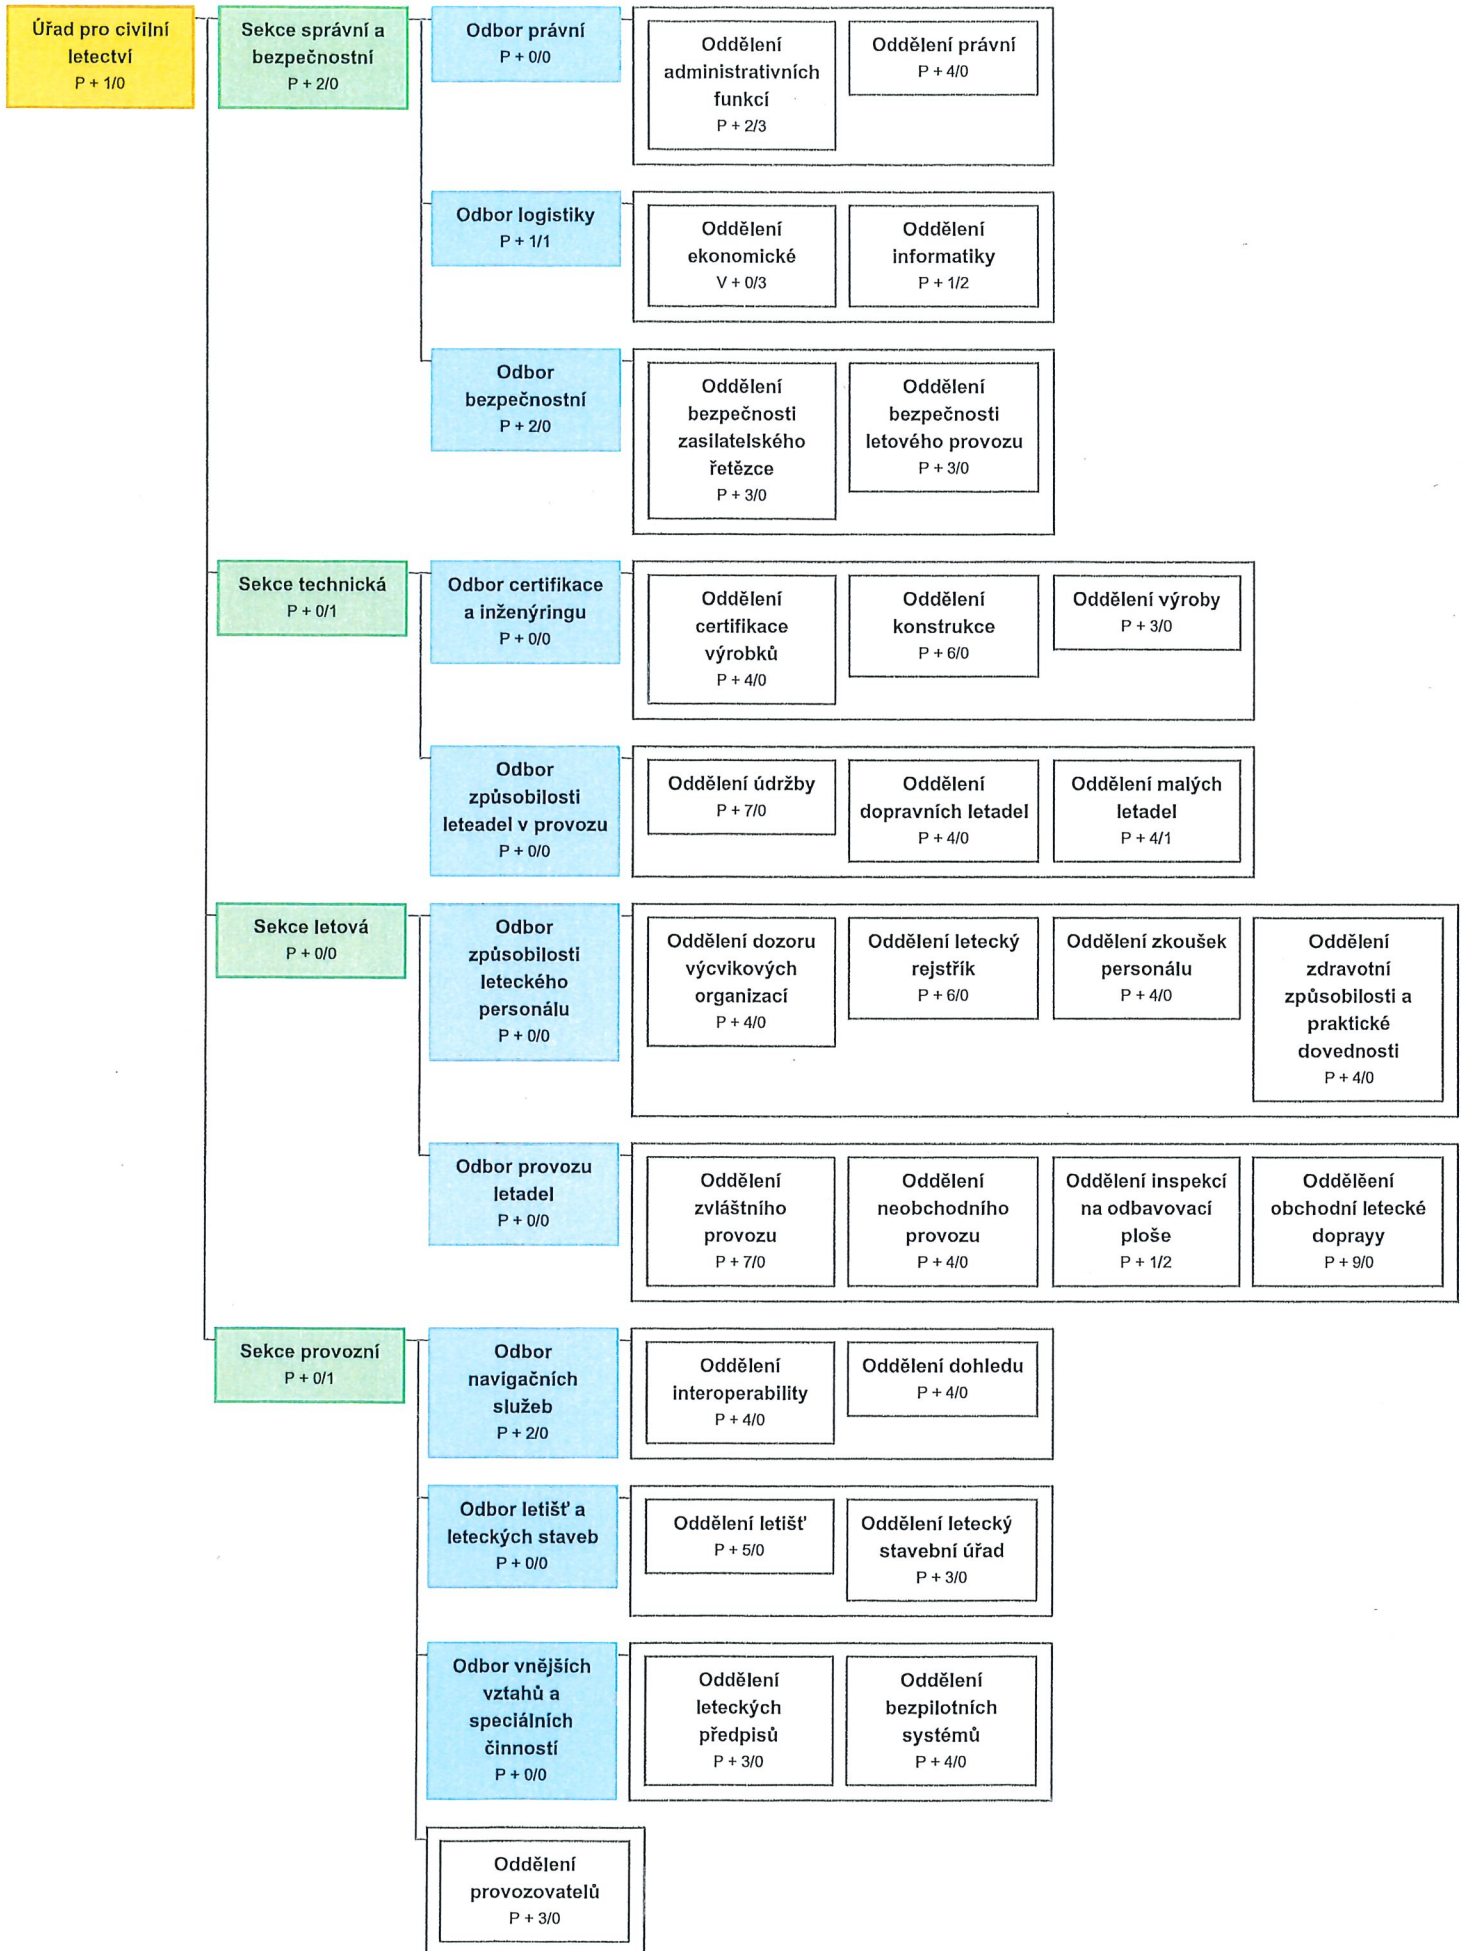 Úřad pro civilní
letectví
P + 1/0
Sekce správní a
bezpečnostní
P + 2/0
Odbor právní
P + 0/0
Oddělení
administrativních
funkcí
P + 2/3
Oddělení právní
P + 4/0
Odbor logistiky
P + 1/1
Oddělení
ekonomické
V + 0/3
Oddělení
informatiky
P + 1/2
Odbor
bezpečnostní
P + 2/0
Oddělení
bezpečnosti
zasilatelského
řetězce
P + 3/0
Oddělení
bezpečnosti
letového provozu
P + 3/0
Sekce technická
P + 0/1
Odbor certifikace
a inženýringu
P + 0/0
Oddělení
certifikace
výrobků
P + 4/0
Oddělení
konstrukce
P + 6/0
Oddělení výroby
P + 3/0
Odbor
způsobilosti
leteadel v provozu
P + 0/0
Oddělení údržby
P + 7/0
Oddělení
dopravních letadel
P + 4/0
Oddělení malých
letadel
P + 4/1
Sekce letová
P + 0/0
Odbor
způsobilosti
leteckého
personálu
P + 0/0
Oddělení dozoru
výcvikových
organizací
P + 4/0
Oddělení letecký
rejstřík
P + 6/0
Oddělení zkoušek
personálu
P + 4/0
Oddělení
zdravotní
způsobilosti a
praktické
dovednosti
P + 4/0
Odbor provozu
letadel
P + 0/0
Oddělení
zvláštního
provozu
P + 7/0
Oddělení
neobchodního
provozu
P + 4/0
Oddělení inspekcí
na odbavovací
ploše
P + 1/2
Odděléení
obchodní letecké
doprayy
P + 9/0
Sekce provozní
P + 0/1
Odbor
navigačních
služeb
P + 2/0
Oddělení
interoperability
P + 4/0
Oddělení dohledu
P + 4/0
Odbor letišť a
leteckých staveb
P + 0/0
Oddělení letišť
P + 5/0
Oddělení letecký
stavební úřad
P + 3/0
Odbor vnějších
vztahů a
speciálních
činností
P + 0/0
Oddělení
leteckých
předpisů
P + 3/0
Oddělení
bezpilotních
systémů
P + 4/0
Oddělení
provozovatelů
P + 3/0